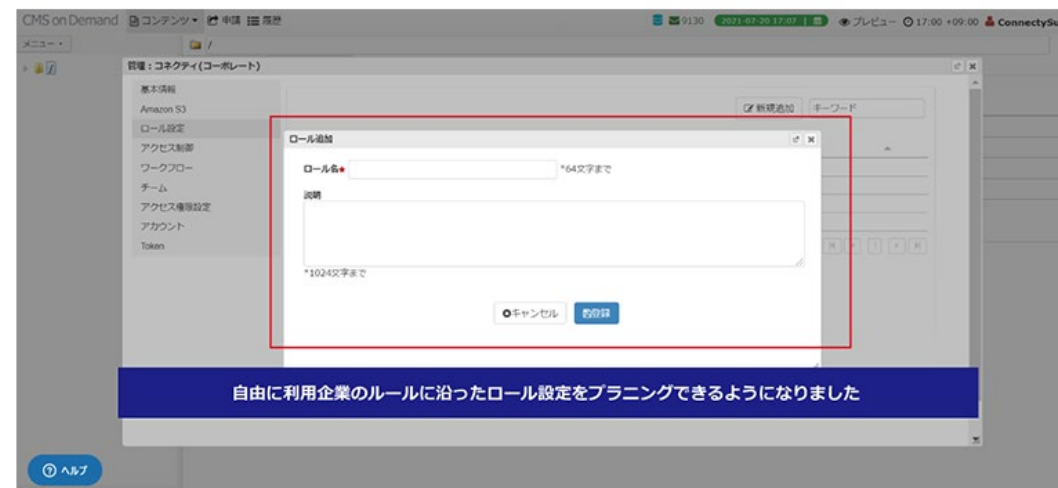 CMS on Demand コンテンツ 申請 履歴 9130 2021-07-20 17:07 プレビュー 17:00 +09:00 ConnectySu
メニュー /
管理 : コネクティ(コーポレート)
基本情報
Amazon S3 新規追加 キーワード
ロール設定
アクセス制御 ロール追加
ワークフロー ロール名★ *64文字まで
チーム
アクセス権限設定 説明
アカウント
Token
*1024文字まで
キャンセル 登録
自由に利用企業のルールに沿ったロール設定をプラニングできるようになりました
ヘルプ